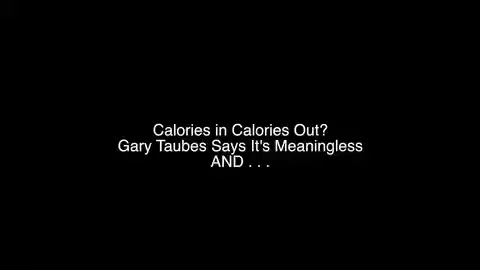 Calories in Calories Out?
Gary Taubes Says It's Meaningless
AND . . .